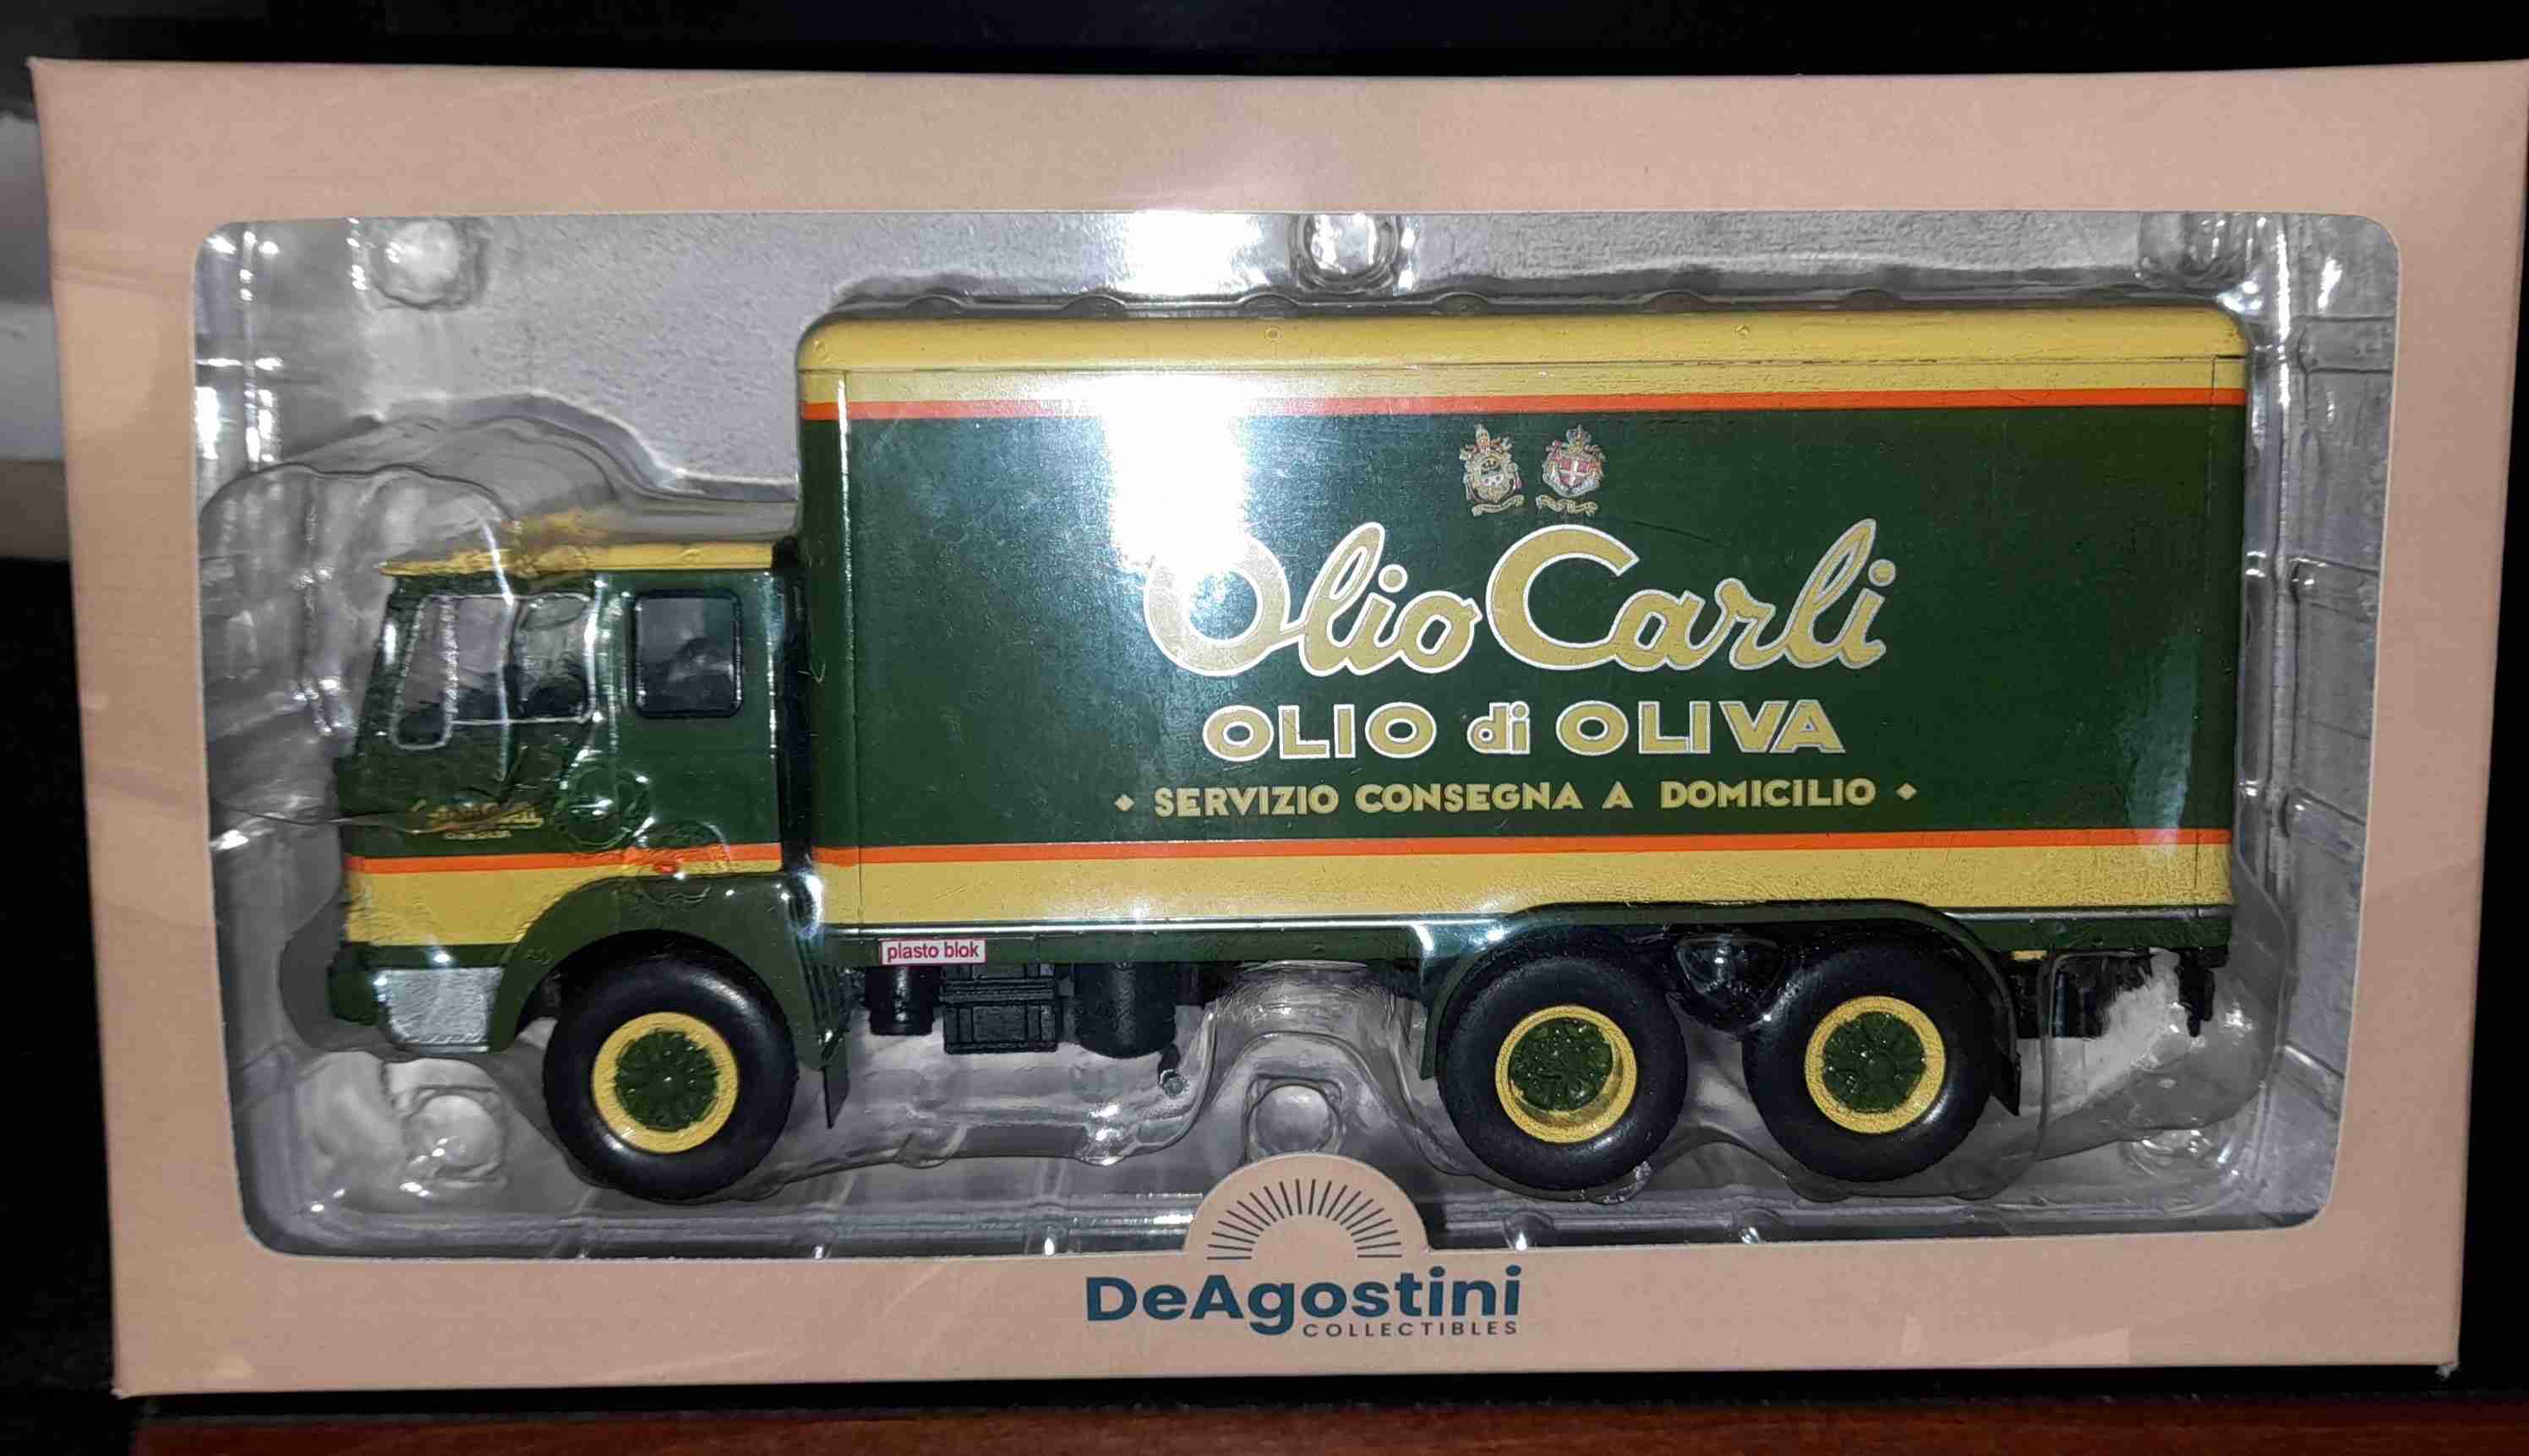 Olio Carli
OLIO di OLIVA
SERVIZIO CONSEGNA A DOMICILIO
plasto blok
DeAgostini
COLLECTIBLES